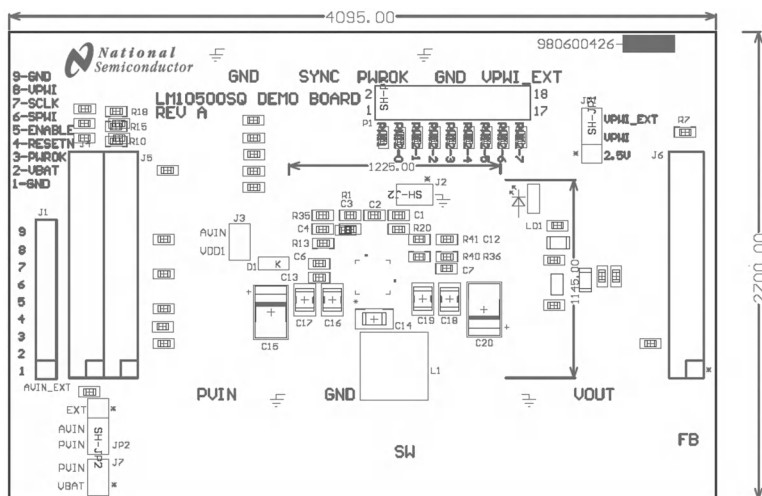 4095.00
National
Semiconductor
980600426-
GND SYNC PWROK GND VPWI_EXT
LM10500SQ DEMO BOARD
REV A
2 18
1 17
P1
9-GND
8-VPWI
7-SCLK
6-SPWI
5-ENABLE
4-RESETN
3-PWROK
2-VBAT
1-GND
R18
R15
R10
J5
VPWI_EXT
VPWI
2.5V
R7
J6
1225.00
J2
SH-J2
R1
C3 C2 C1
R35
C4
R20
R13
C6
R41 C12
R40 R36
C7
LD1
J3
AVIN
VDD1
D1 K
C13
C17 C16
C15
C14
C19 C18
C20
L1
1145.00
2700.00
J1
9
8
7
6
5
4
3
2
1
AVIN_EXT
PVIN GND VOUT
SW
FB
EXT
AVIN
PVIN
SH-JP2
JP2
J7
PVIN
VBAT